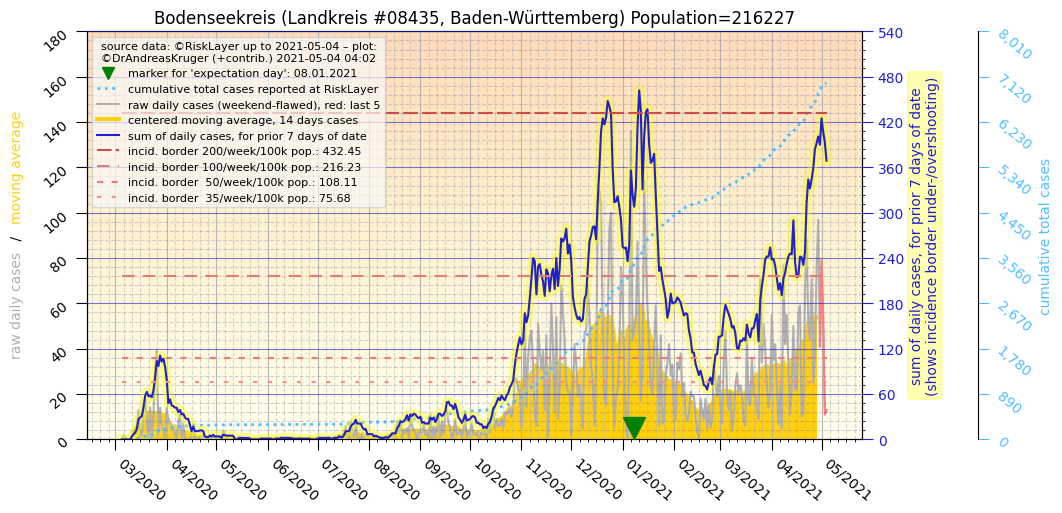 Bodenseekreis (Landkreis #08435, Baden-Württemberg) Population=216227
source data: ©RiskLayer up to 2021-05-04 – plot:
©DrAndreasKruger (+contrib.) 2021-05-04 04:02
marker for 'expectation day': 08.01.2021
cumulative total cases reported at RiskLayer
raw daily cases (weekend-flawed), red: last 5
centered moving average, 14 days cases
sum of daily cases, for prior 7 days of date
incid. border 200/week/100k pop.: 432.45
incid. border 100/week/100k pop.: 216.23
incid. border  50/week/100k pop.: 108.11
incid. border  35/week/100k pop.: 75.68
raw daily cases  /  moving average
180
160
140
120
100
80
60
40
20
0
03/2020
04/2020
05/2020
06/2020
07/2020
08/2020
09/2020
10/2020
11/2020
12/2020
01/2021
02/2021
03/2021
04/2021
05/2021
540
480
420
360
300
240
180
120
60
0
sum of daily cases, for prior 7 days of date
(shows incidence border under-/overshooting)
8,010
7,120
6,230
5,340
4,450
3,560
2,670
1,780
890
0
cumulative total cases